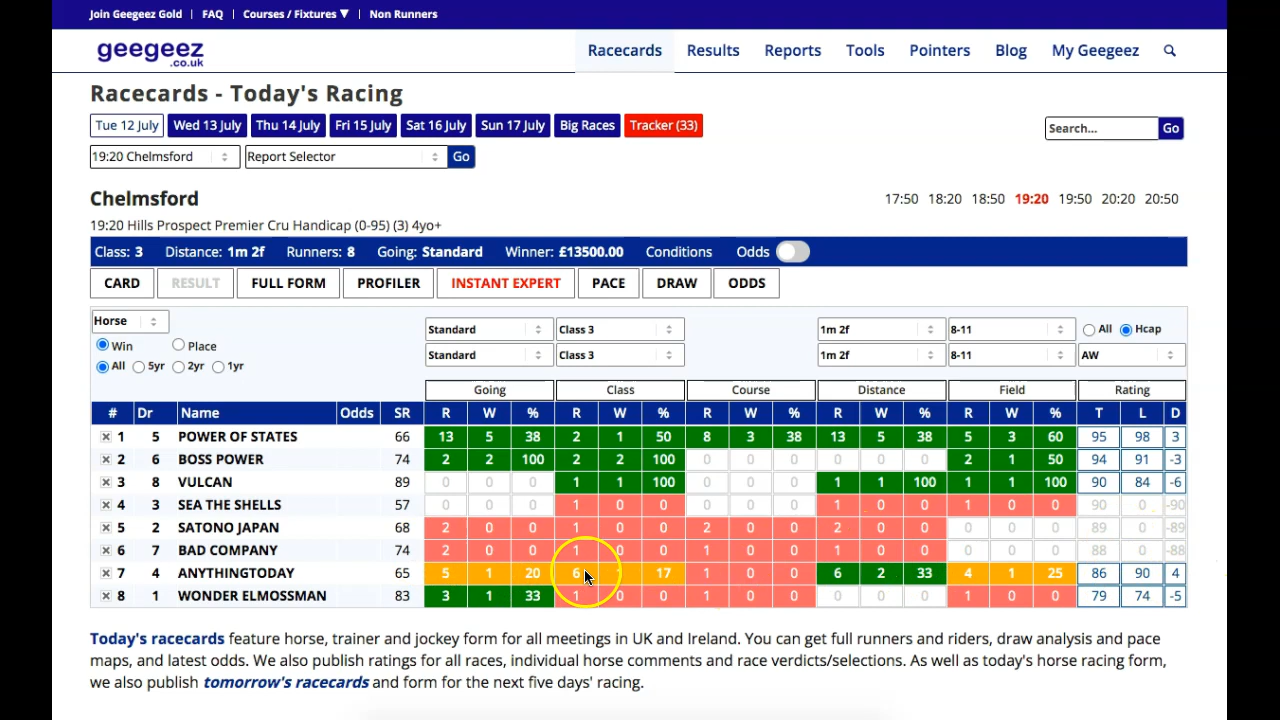 Join Geegeez Gold | FAQ | Courses / Fixtures ▼ | Non Runners
geegeez .co.uk
Racecards Results Reports Tools Pointers Blog My Geegeez
Racecards - Today's Racing
Tue 12 July Wed 13 July Thu 14 July Fri 15 July Sat 16 July Sun 17 July Big Races Tracker (33)
Search... Go
19:20 Chelmsford Report Selector Go
Chelmsford
17:50 18:20 18:50 19:20 19:50 20:20 20:50
19:20 Hills Prospect Premier Cru Handicap (0-95) (3) 4yo+
Class: 3 Distance: 1m 2f Runners: 8 Going: Standard Winner: £13500.00 Conditions Odds
CARD RESULT FULL FORM PROFILER INSTANT EXPERT PACE DRAW ODDS
Horse
Standard Class 3 1m 2f 8-11 All Hcap
Win Place
Standard Class 3 1m 2f 8-11 AW
All 5yr 2yr 1yr
Going Class Course Distance Field Rating
# Dr Name Odds SR R W % R W % R W % R W % R W % T L D
1 5 POWER OF STATES 66 13 5 38 2 1 50 8 3 38 13 5 38 5 3 60 95 98 3
2 6 BOSS POWER 74 2 2 100 2 2 100 0 0 0 0 0 0 2 1 50 94 91 -3
3 8 VULCAN 89 0 0 0 1 1 100 0 0 0 1 1 100 1 1 100 90 84 -6
4 3 SEA THE SHELLS 57 0 0 0 1 0 0 0 0 0 1 0 0 1 0 0 90 0 -90
5 2 SATONO JAPAN 68 2 0 0 1 0 0 2 0 0 2 0 0 0 0 0 89 0 -89
6 7 BAD COMPANY 74 2 0 0 1 0 0 1 0 0 1 0 0 0 0 0 88 0 -88
7 4 ANYTHINGTODAY 65 5 1 20 6 17 1 0 0 6 2 33 4 1 25 86 90 4
8 1 WONDER ELMOSSMAN 83 3 1 33 1 0 0 1 0 0 0 0 0 1 0 0 79 74 -5
Today's racecards feature horse, trainer and jockey form for all meetings in UK and Ireland. You can get full runners and riders, draw analysis and pace
maps, and latest odds. We also publish ratings for all races, individual horse comments and race verdicts/selections. As well as today's horse racing form,
we also publish tomorrow's racecards and form for the next five days' racing.